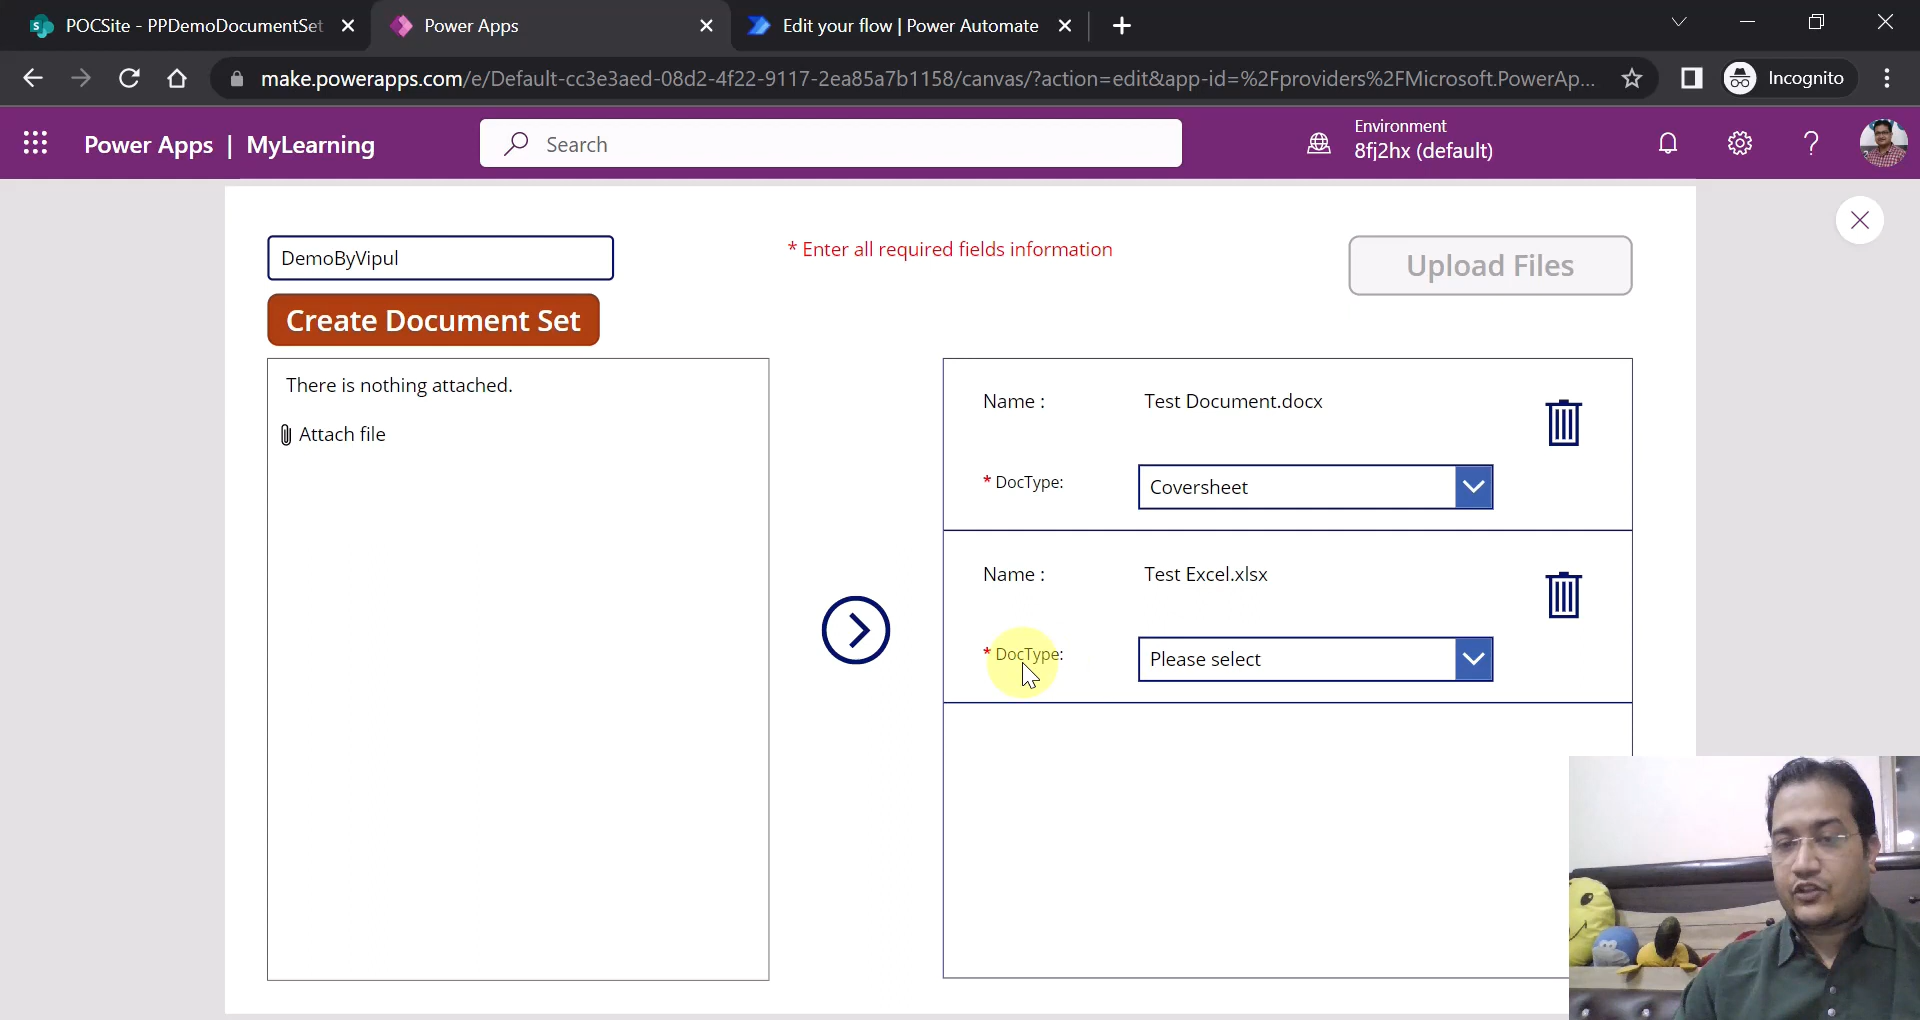 POCSite - PPDemoDocumentSet
Power Apps
Edit your flow | Power Automate
make.powerapps.com/e/Default-cc3e3aed-08d2-4f22-9117-2ea85a7b1158/canvas/?action=edit&app-id=%2Fproviders%2FMicrosoft.PowerAp...
Incognito
Power Apps | MyLearning
Search
Environment
8fj2hx (default)
DemoByVipul
* Enter all required fields information
Upload Files
Create Document Set
There is nothing attached.
Attach file
Name :
Test Document.docx
* DocType:
Coversheet
Name :
Test Excel.xlsx
* DocType:
Please select